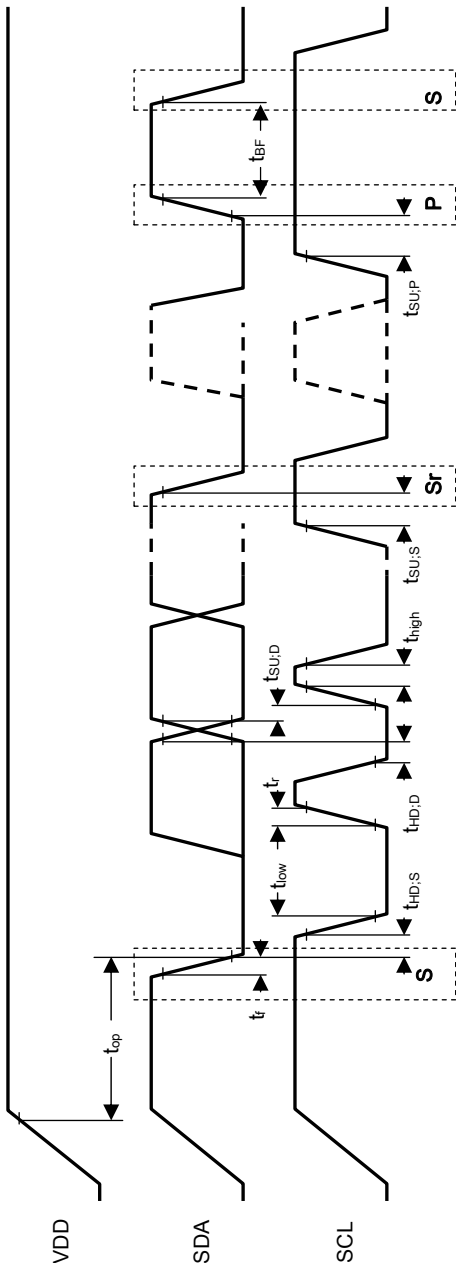 VDD
SDA
SCL
top
tf
S
tHD;S
tlow
tr
tHD;D
tSU;D
thigh
tSU;S
Sr
tSU;P
P
tBF
S